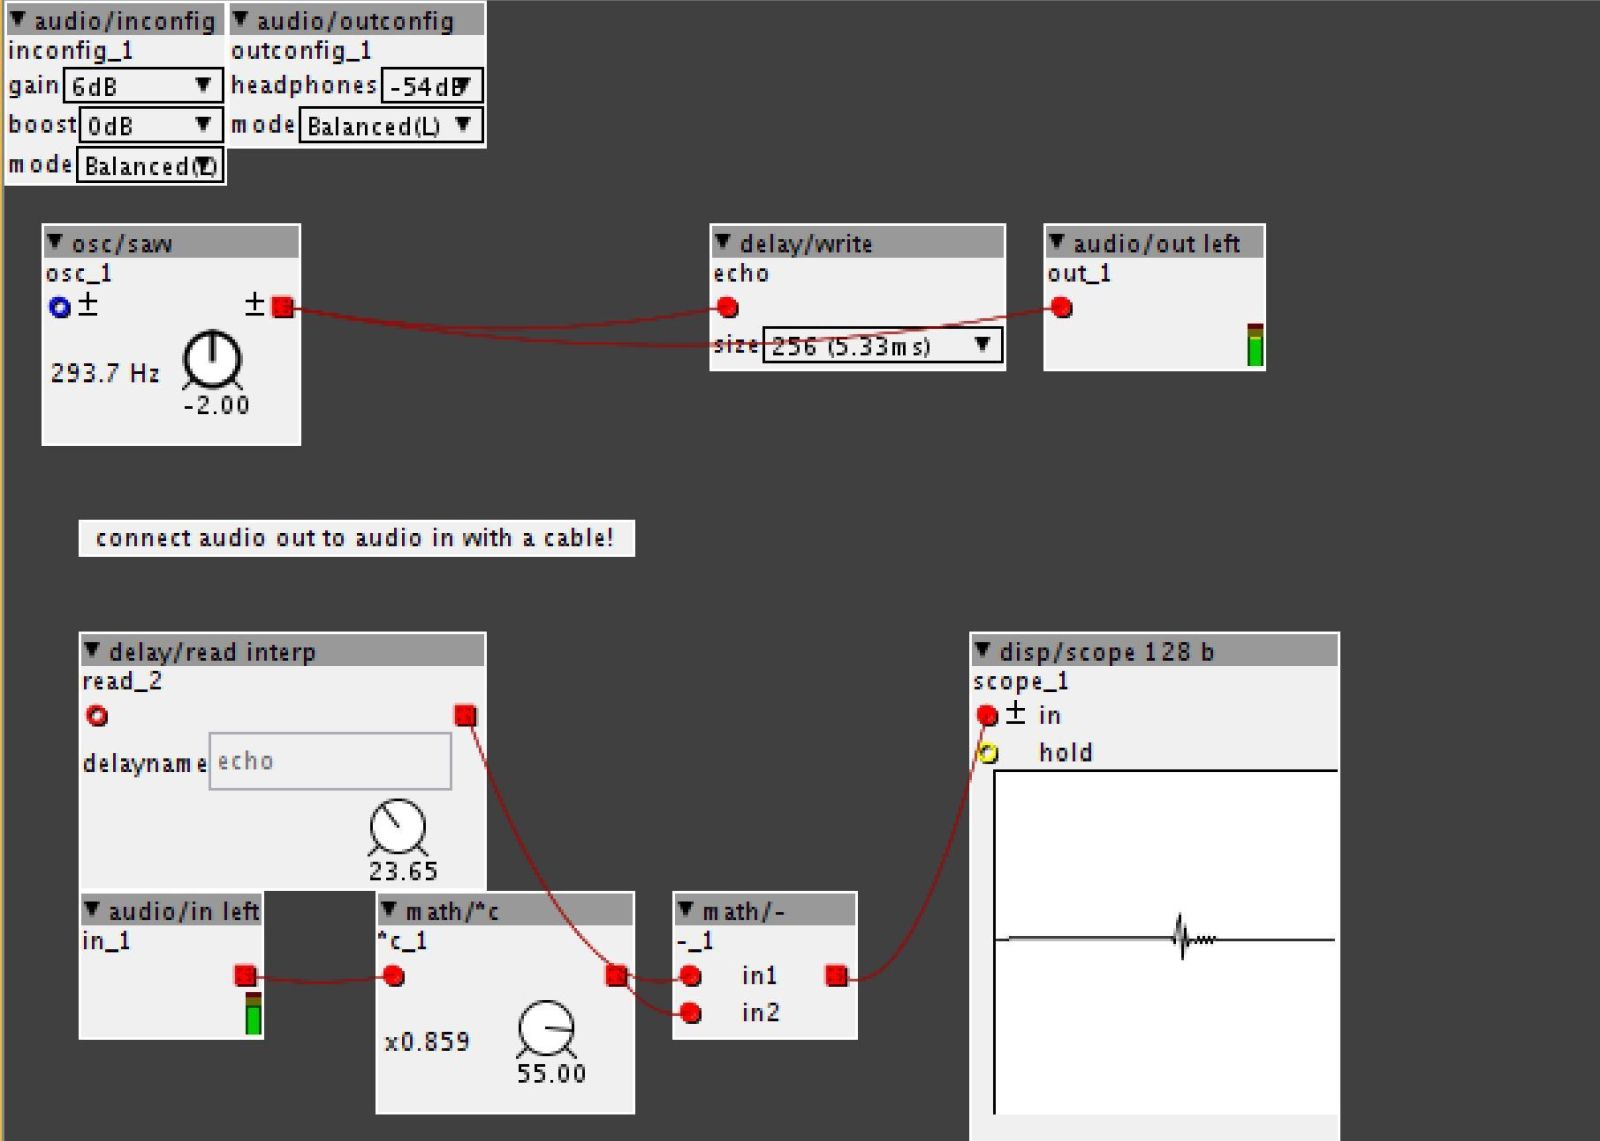 audio/inconfig
inconfig_1
gain 6dB
boost 0dB
mode Balanced(L)
audio/outconfig
outconfig_1
headphones -54dB
mode Balanced(L)
osc/saw
osc_1
± ±
293.7 Hz
-2.00
delay/write
echo
size 256 (5.33ms)
audio/out left
out_1
connect audio out to audio in with a cable!
delay/read interp
read_2
delayname echo
23.65
audio/in left
in_1
math/*c
*c_1
x0.859
55.00
math/-
-_1
in1
in2
disp/scope 128 b
scope_1
± in
hold